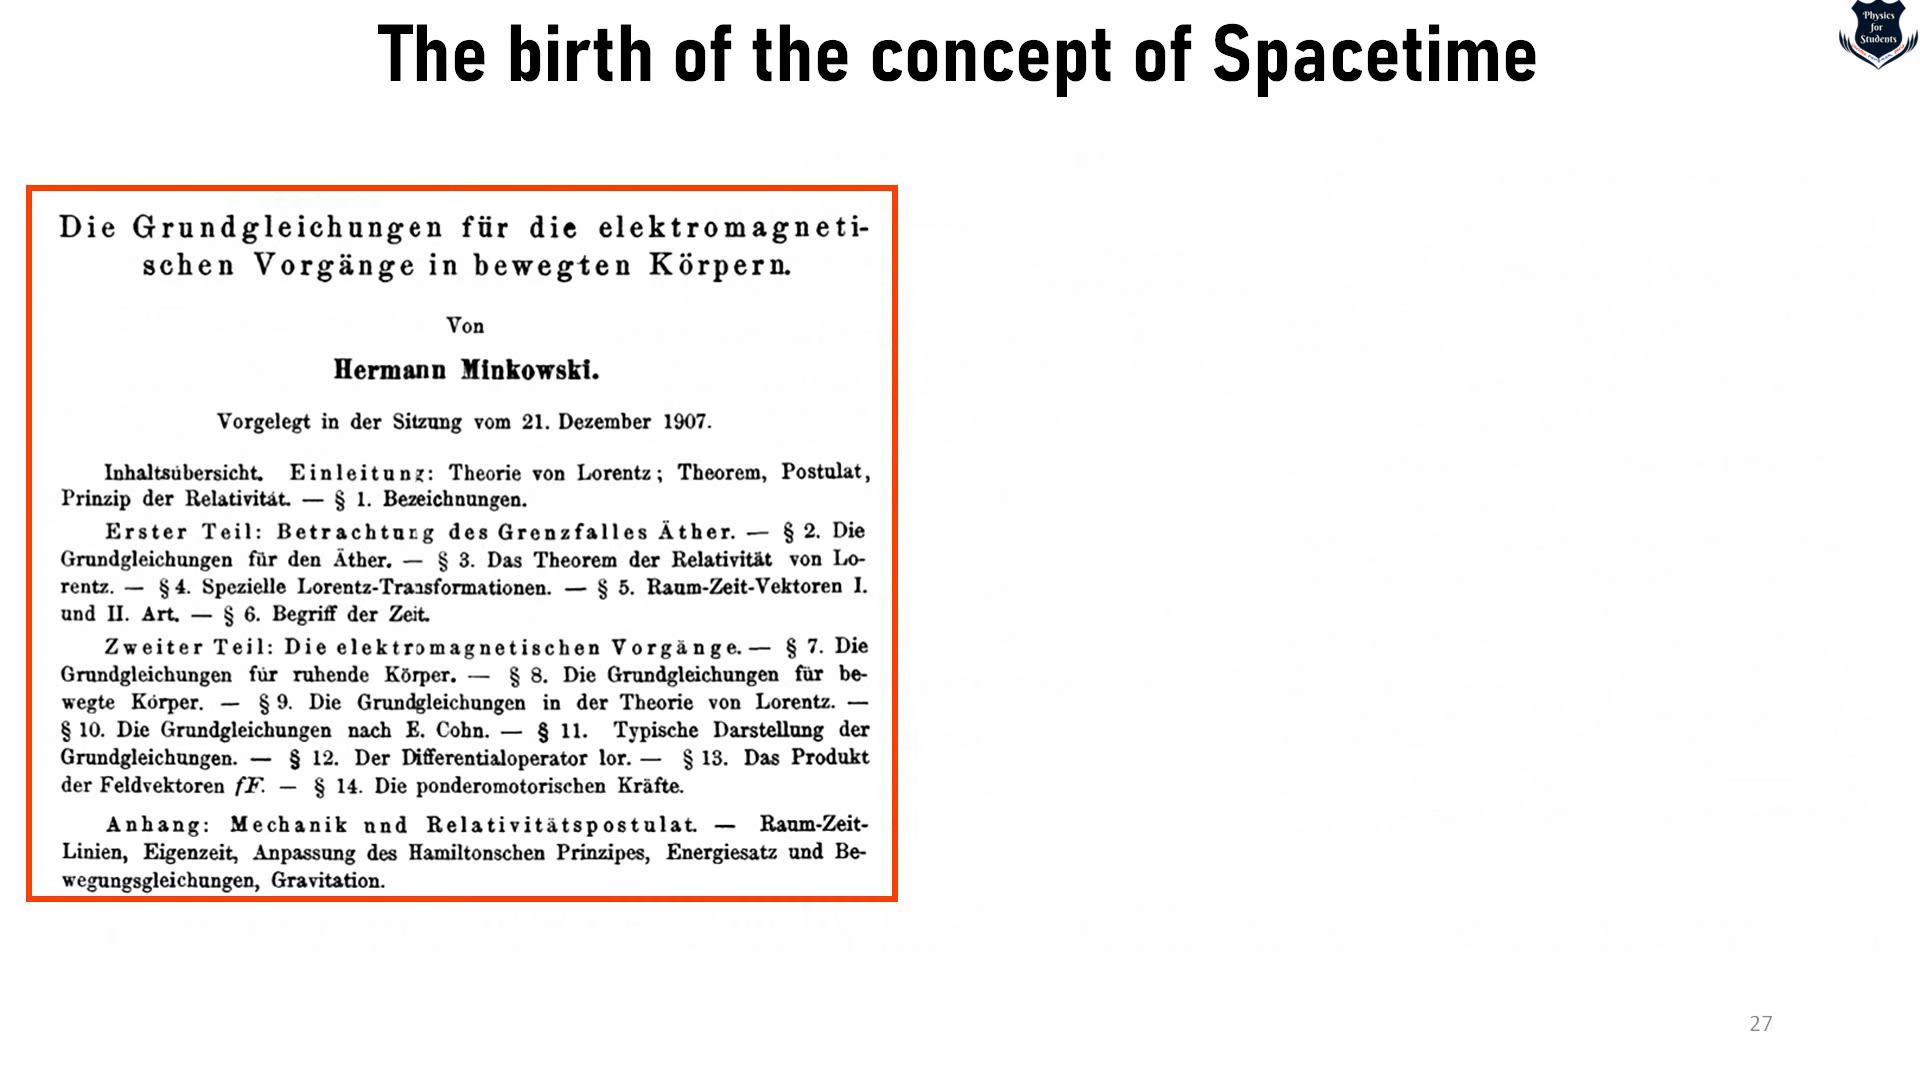 The birth of the concept of Spacetime
Physics
for
Students
Die Grundgleichungen für die elektromagneti-
schen Vorgänge in bewegten Körpern.
Von
Hermann Minkowski.
Vorgelegt in der Sitzung vom 21. Dezember 1907.
Inhaltsübersicht. Einleitung: Theorie von Lorentz; Theorem, Postulat,
Prinzip der Relativität. — § 1. Bezeichnungen.
Erster Teil: Betrachtung des Grenzfalles Äther. — § 2. Die
Grundgleichungen für den Äther. — § 3. Das Theorem der Relativität von Lo-
rentz. — § 4. Spezielle Lorentz-Transformationen. — § 5. Raum-Zeit-Vektoren I.
und II. Art. — § 6. Begriff der Zeit.
Zweiter Teil: Die elektromagnetischen Vorgänge. — § 7. Die
Grundgleichungen für ruhende Körper. — § 8. Die Grundgleichungen für be-
wegte Körper. — § 9. Die Grundgleichungen in der Theorie von Lorentz. —
§ 10. Die Grundgleichungen nach E. Cohn. — § 11. Typische Darstellung der
Grundgleichungen. — § 12. Der Differentialoperator lor. — § 13. Das Produkt
der Feldvektoren fF. — § 14. Die ponderomotorischen Kräfte.
Anhang: Mechanik nnd Relativitätspostulat. — Raum-Zeit-
Linien, Eigenzeit, Anpassung des Hamiltonschen Prinzipes, Energiesatz und Be-
wegungsgleichungen, Gravitation.
27